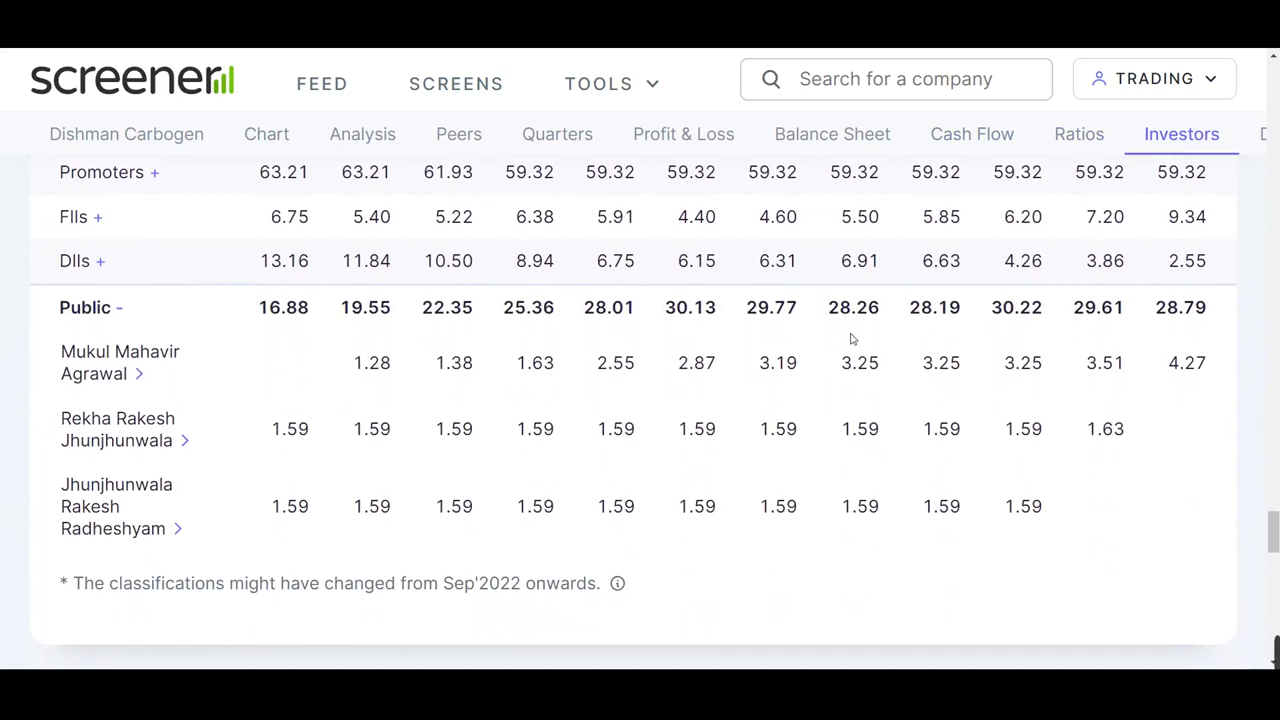 screener FEED SCREENS TOOLS Search for a company TRADING
Dishman Carbogen Chart Analysis Peers Quarters Profit & Loss Balance Sheet Cash Flow Ratios Investors D
Promoters + 63.21 63.21 61.93 59.32 59.32 59.32 59.32 59.32 59.32 59.32 59.32 59.32
FIIs + 6.75 5.40 5.22 6.38 5.91 4.40 4.60 5.50 5.85 6.20 7.20 9.34
DIIs + 13.16 11.84 10.50 8.94 6.75 6.15 6.31 6.91 6.63 4.26 3.86 2.55
Public - 16.88 19.55 22.35 25.36 28.01 30.13 29.77 28.26 28.19 30.22 29.61 28.79
Mukul Mahavir
Agrawal > 1.28 1.38 1.63 2.55 2.87 3.19 3.25 3.25 3.25 3.51 4.27
Rekha Rakesh
Jhunjhunwala > 1.59 1.59 1.59 1.59 1.59 1.59 1.59 1.59 1.59 1.59 1.63
Jhunjhunwala
Rakesh 1.59 1.59 1.59 1.59 1.59 1.59 1.59 1.59 1.59 1.59
Radheshyam >
* The classifications might have changed from Sep'2022 onwards.